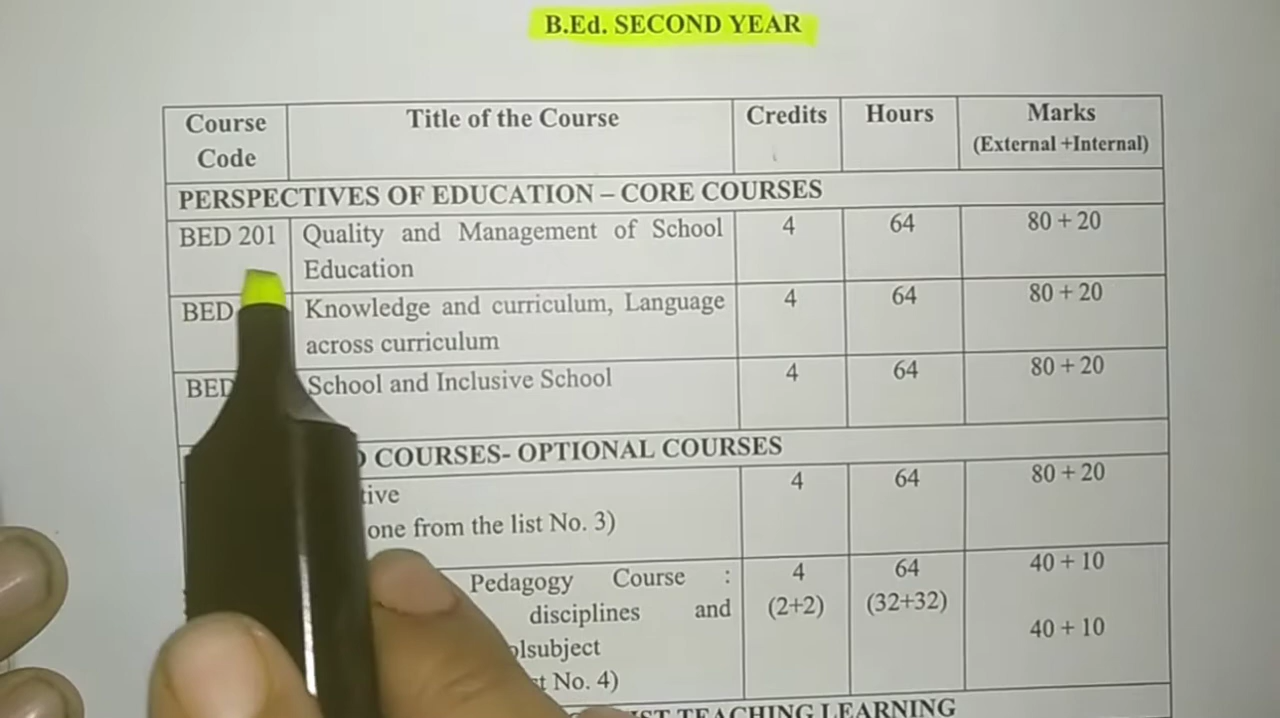 B.Ed. SECOND YEAR
Course Code Title of the Course Credits Hours Marks (External +Internal)
PERSPECTIVES OF EDUCATION – CORE COURSES
BED 201 Quality and Management of School 4 64 80 + 20
Education
BED Knowledge and curriculum, Language 4 64 80 + 20
across curriculum
BED School and Inclusive School 4 64 80 + 20
COURSES- OPTIONAL COURSES
4 64 80 + 20
one from the list No. 3)
Pedagogy Course : 4 64 40 + 10
disciplines and (2+2) (32+32)
40 + 10
No. 4)
TEACHING LEARNING